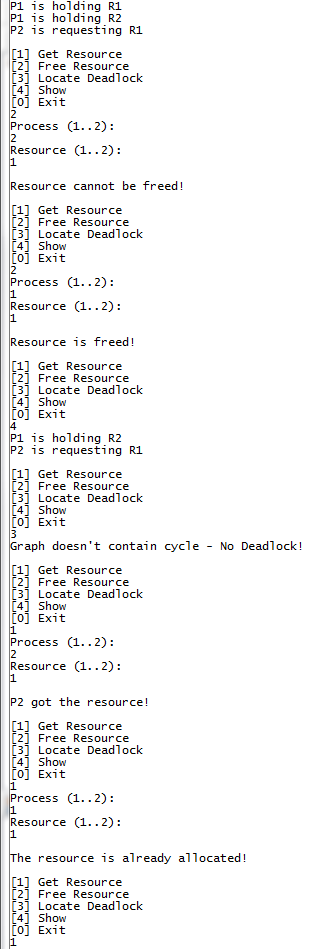 P1 is holding R1
P1 is holding R2
P2 is requesting R1
[1] Get Resource
[2] Free Resource
[3] Locate Deadlock
[4] Show
[0] Exit
2
Process (1..2):
2
Resource (1..2):
1
Resource cannot be freed!
[1] Get Resource
[2] Free Resource
[3] Locate Deadlock
[4] Show
[0] Exit
2
Process (1..2):
1
Resource (1..2):
1
Resource is freed!
[1] Get Resource
[2] Free Resource
[3] Locate Deadlock
[4] Show
[0] Exit
4
P1 is holding R2
P2 is requesting R1
[1] Get Resource
[2] Free Resource
[3] Locate Deadlock
[4] Show
[0] Exit
3
Graph doesn't contain cycle - No Deadlock!
[1] Get Resource
[2] Free Resource
[3] Locate Deadlock
[4] Show
[0] Exit
1
Process (1..2):
2
Resource (1..2):
1
P2 got the resource!
[1] Get Resource
[2] Free Resource
[3] Locate Deadlock
[4] Show
[0] Exit
1
Process (1..2):
1
Resource (1..2):
1
The resource is already allocated!
[1] Get Resource
[2] Free Resource
[3] Locate Deadlock
[4] Show
[0] Exit
1